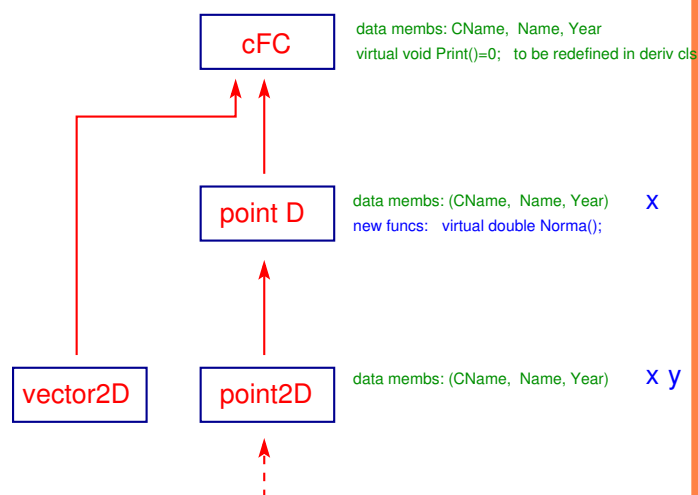 cFC
data membs: CName, Name, Year
virtual void Print()=0; to be redefined in deriv cls
point D
data membs: (CName, Name, Year) x
new funcs: virtual double Norma();
vector2D
point2D
data membs: (CName, Name, Year) x y